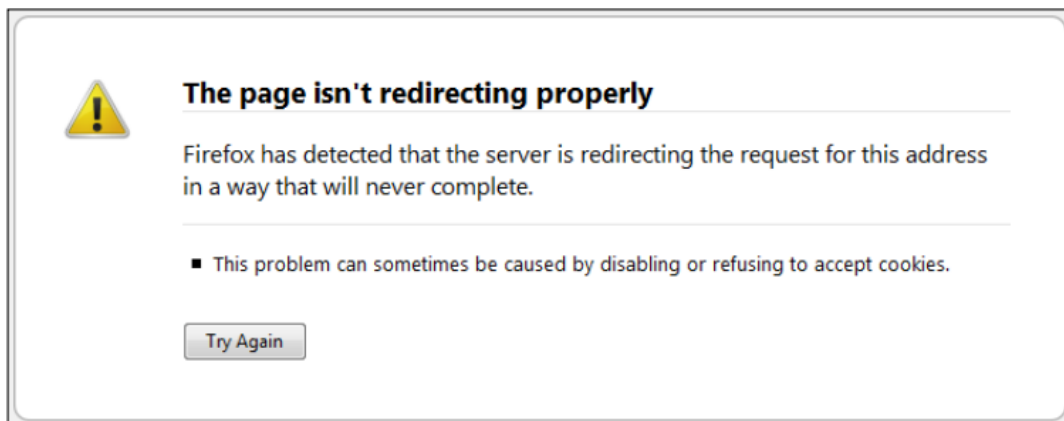 The page isn't redirecting properly
Firefox has detected that the server is redirecting the request for this address
in a way that will never complete.
This problem can sometimes be caused by disabling or refusing to accept cookies.
Try Again